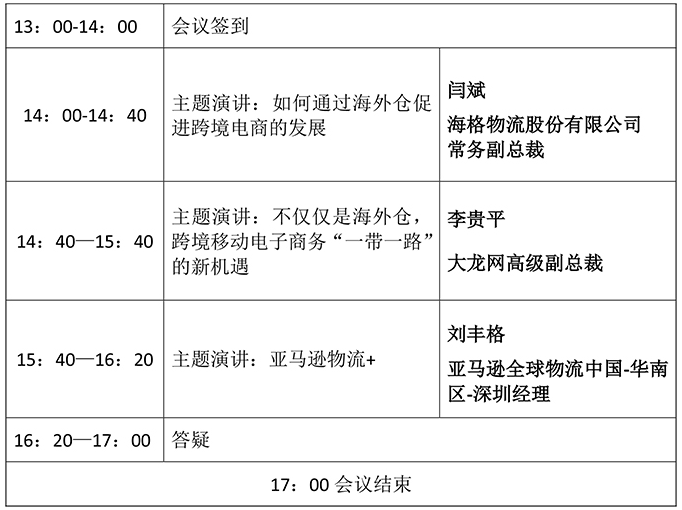 13：00-14：00 会议签到
14：00-14：40
主题演讲：如何通过海外仓促
进跨境电商的发展
闫斌
海格物流股份有限公司
常务副总裁
14：40—15：40
主题演讲：不仅仅是海外仓，
跨境移动电子商务“一带一路”
的新机遇
李贵平
大龙网高级副总裁
15：40—16：20
主题演讲：亚马逊物流+
刘丰格
亚马逊全球物流中国-华南
区-深圳经理
16：20—17：00 答疑
17：00 会议结束